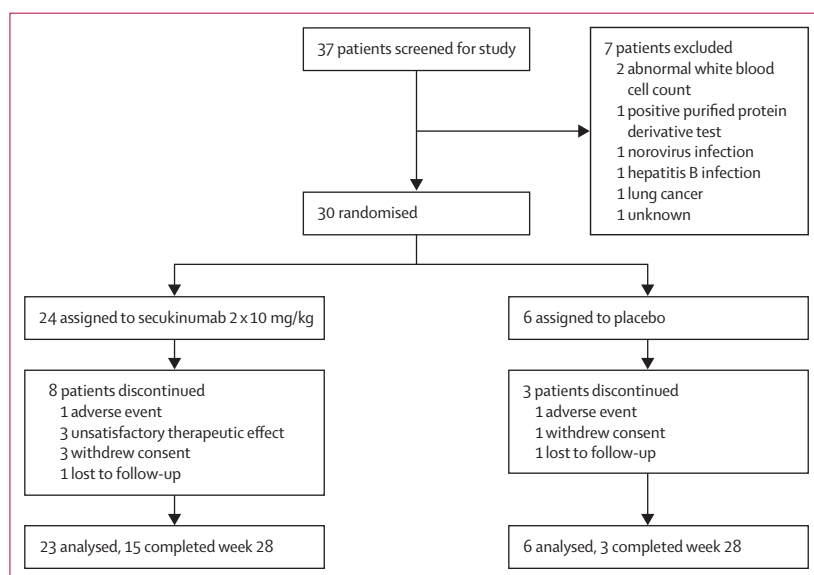 37 patients screened for study
7 patients excluded
2 abnormal white blood
cell count
1 positive purified protein
derivative test
1 norovirus infection
1 hepatitis B infection
1 lung cancer
1 unknown
30 randomised
24 assigned to secukinumab 2 x 10 mg/kg
6 assigned to placebo
8 patients discontinued
1 adverse event
3 unsatisfactory therapeutic effect
3 withdrew consent
1 lost to follow-up
3 patients discontinued
1 adverse event
1 withdrew consent
1 lost to follow-up
23 analysed, 15 completed week 28
6 analysed, 3 completed week 28